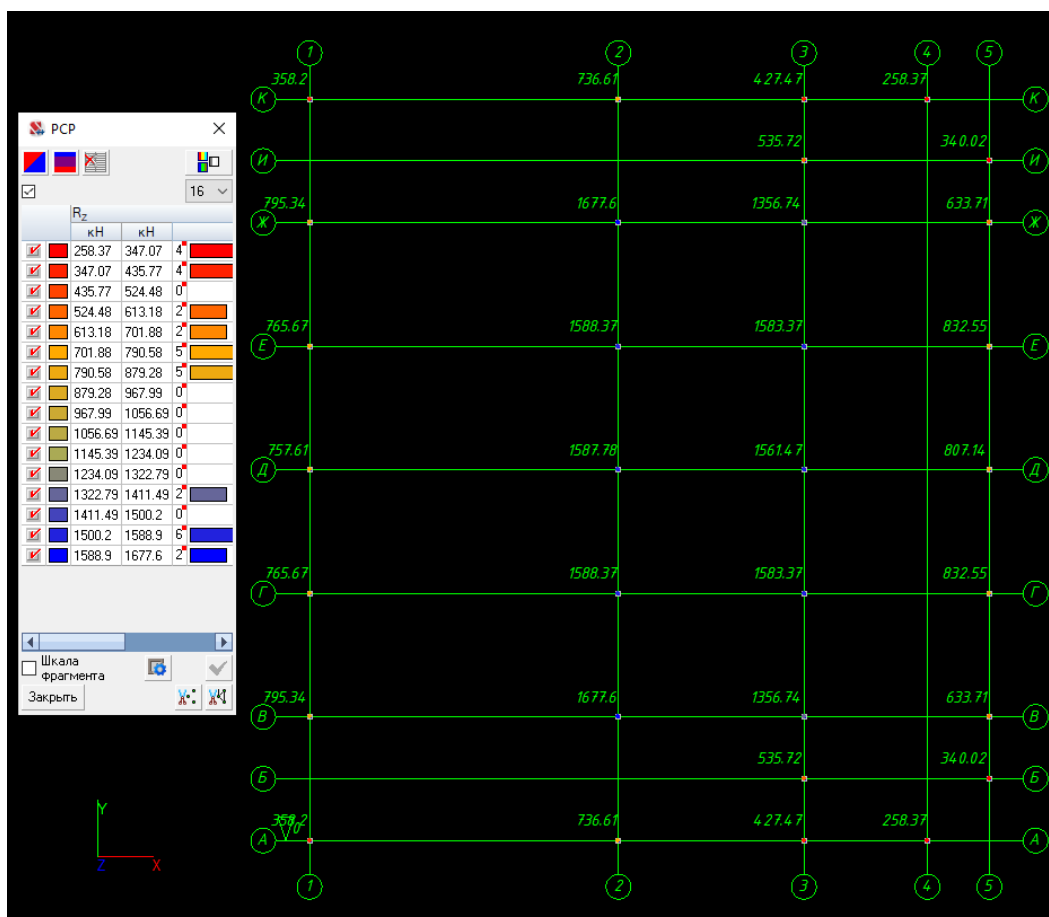 1 2 3 4 5
358.2 736.61 427.47 258.37
К К
535.72 340.02
И И
795.34 1677.6 1356.74 633.71
Ж Ж
765.67 1588.37 1583.37 832.55
Е Е
757.61 1587.78 1561.47 807.14
Д Д
765.67 1588.37 1583.37 832.55
Г Г
795.34 1677.6 1356.74 633.71
В В
535.72 340.02
Б Б
358.2 736.61 427.47 258.37
0
А А
1 2 3 4 5
РСР
16
RZ
кН кН
258.37 347.07 4
347.07 435.77 4
435.77 524.48 0
524.48 613.18 2
613.18 701.88 2
701.88 790.58 5
790.58 879.28 5
879.28 967.99 0
967.99 1056.69 0
1056.69 1145.39 0
1145.39 1234.09 0
1234.09 1322.79 0
1322.79 1411.49 2
1411.49 1500.2 0
1500.2 1588.9 6
1588.9 1677.6 2
Шкала
фрагмента
Закрыть
Y
Z X